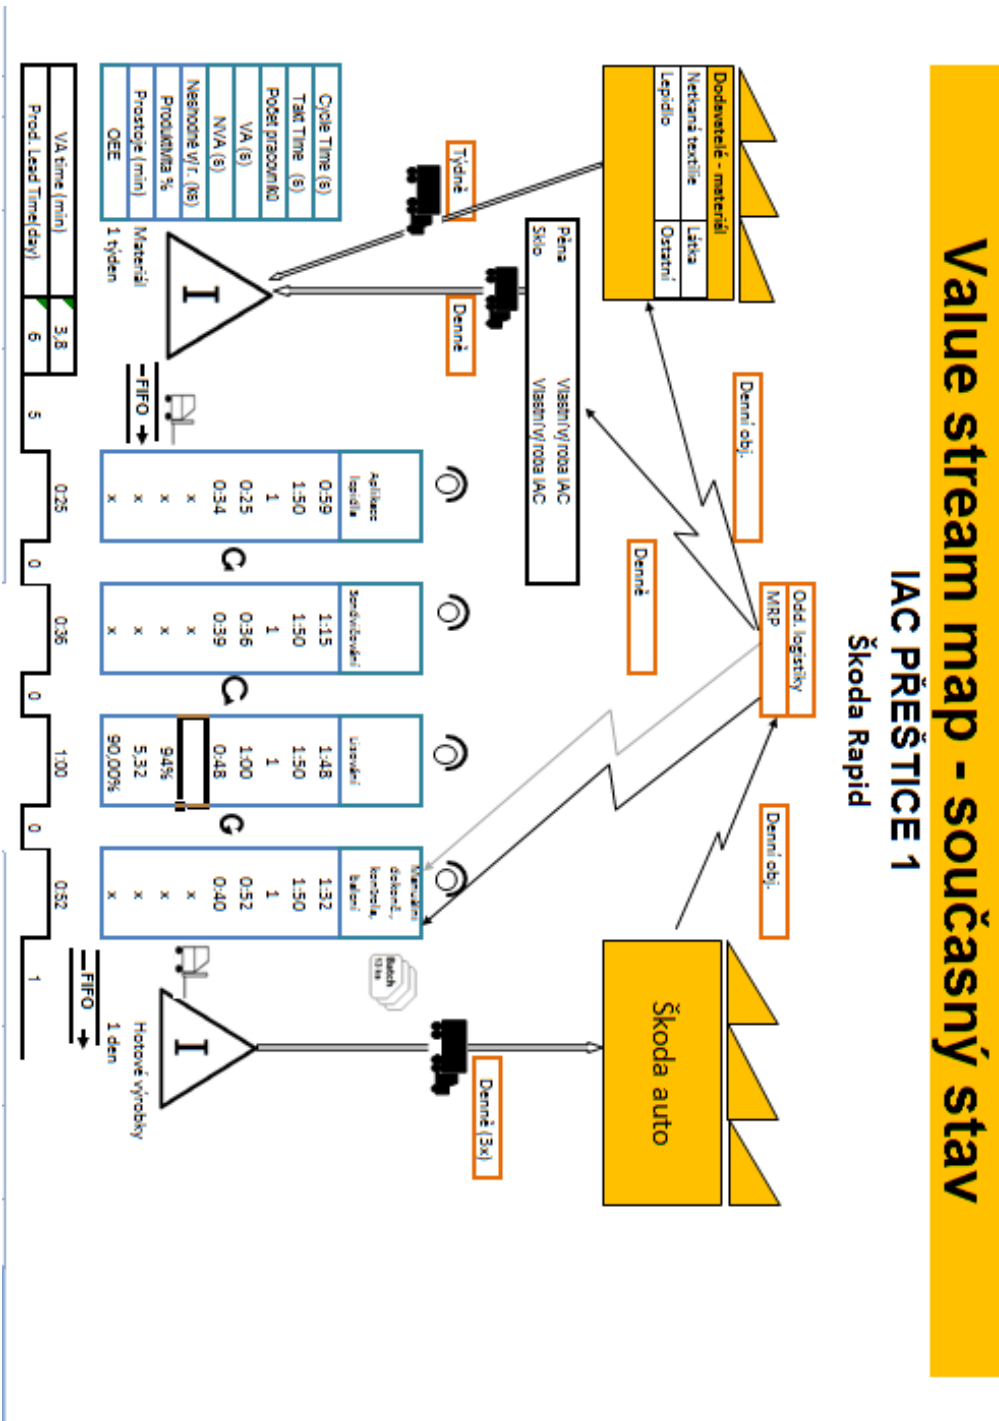 Value stream map - současný stav
IAC PŘEŠTICE 1
Škoda Rapid
Dodavatelé - materiál
Netkaná textilie Látka
Lepidlo Ostatní
Denní obj.
Odd. logistiky
MRP
Denní obj.
Škoda auto
Denně
Pěna Vlastní výroba IAC
Sklo Vlastní výroba IAC
Týdně
Denně
Denně (3x)
Batch
Aplikace lepidla
Sendvičování
Lisování
Manuální
dokonč.,
kontrola,
balení
Cycle Time (s) 0:59 1:15 1:48 1:32
Takt Time (s) 1:50 1:50 1:50 1:50
Počet pracovníků 1 1 1 1
VA (s) 0:25 0:36 1:00 0:52
NVA (s) 0:34 0:39 0:48 0:40
Neshodné výr. (ks) x x x
Produktivita % x x 94% x
Prostoje (min) x x 5,32 x
OEE x x 90,00% x
I
Materiál
1 týden
FIFO
I
Hotové výrobky
1 den
FIFO
VA time (min) 3,8 0:25 0:36 1:00 0:52
Prod. Lead Time(day) 6 5 0 0 0 1